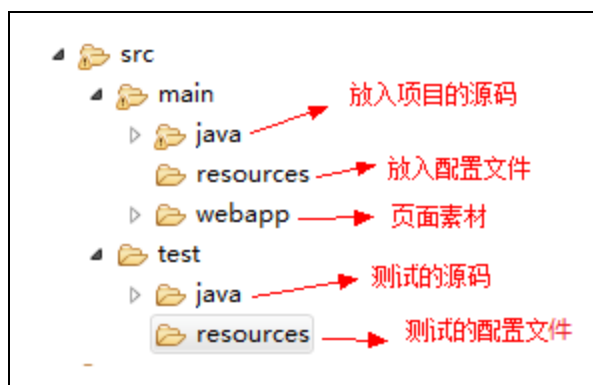 src
main
放入项目的源码
java
resources
放入配置文件
webapp
页面素材
test
测试的源码
java
测试的配置文件
resources